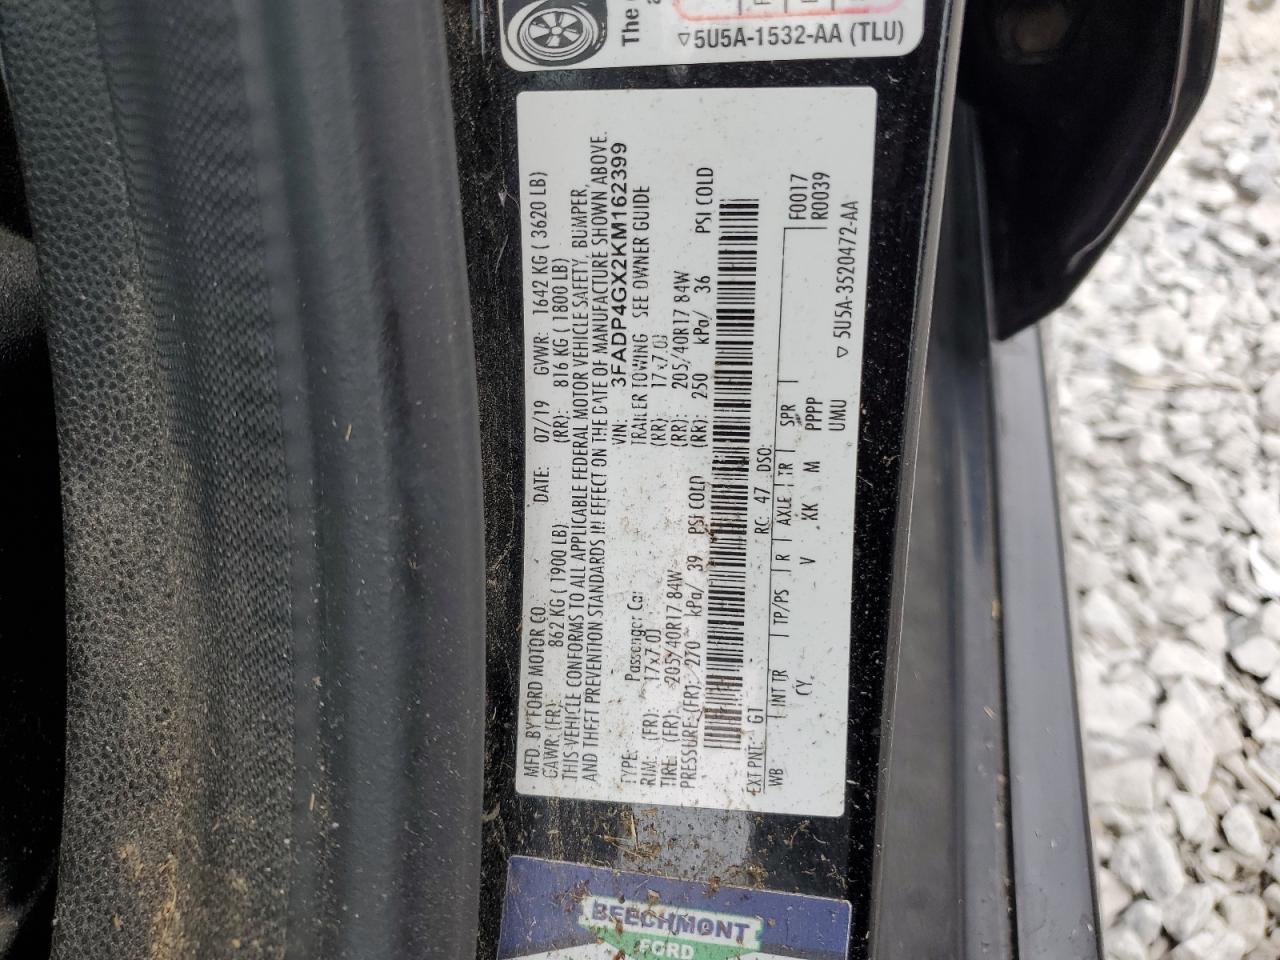 The
▽5U5A-1532-AA (TLU)
MFD. BY FORD MOTOR CO. DATE: 07/19 GVWR: 1642 KG ( 3620 LB)
GAWR: (FR): 862 KG ( 1900 LB) (RR): 816 KG ( 1800 LB)
THIS VEHICLE CONFORMS TO ALL APPLICABLE FEDERAL MOTOR VEHICLE SAFETY, BUMPER,
AND THEFT PREVENTION STANDARDS IN EFFECT ON THE DATE OF MANUFACTURE SHOWN ABOVE.
VIN: 3FADP4GX2KM162399
TYPE: Passenger Car TRAILER TOWING SEE OWNER GUIDE
RIM: (FR) 17x7.0J (RR): 17x7.0J
TIRE: (FR) 205/40R17 84W (RR): 205/40R17 84W
PRESSURE: (FR): 270 kPa/ 39 PSI COLD (RR): 250 kPa/ 36 PSI COLD
EXT PNT: G1 RC: 47 DSO: F0017
WB INT TR TP/PS R AXLE TR SPR R0039
CY V XK M PPPP
UMU ▽ 5U5A-3520472-AA
BEECHMONT
FORD